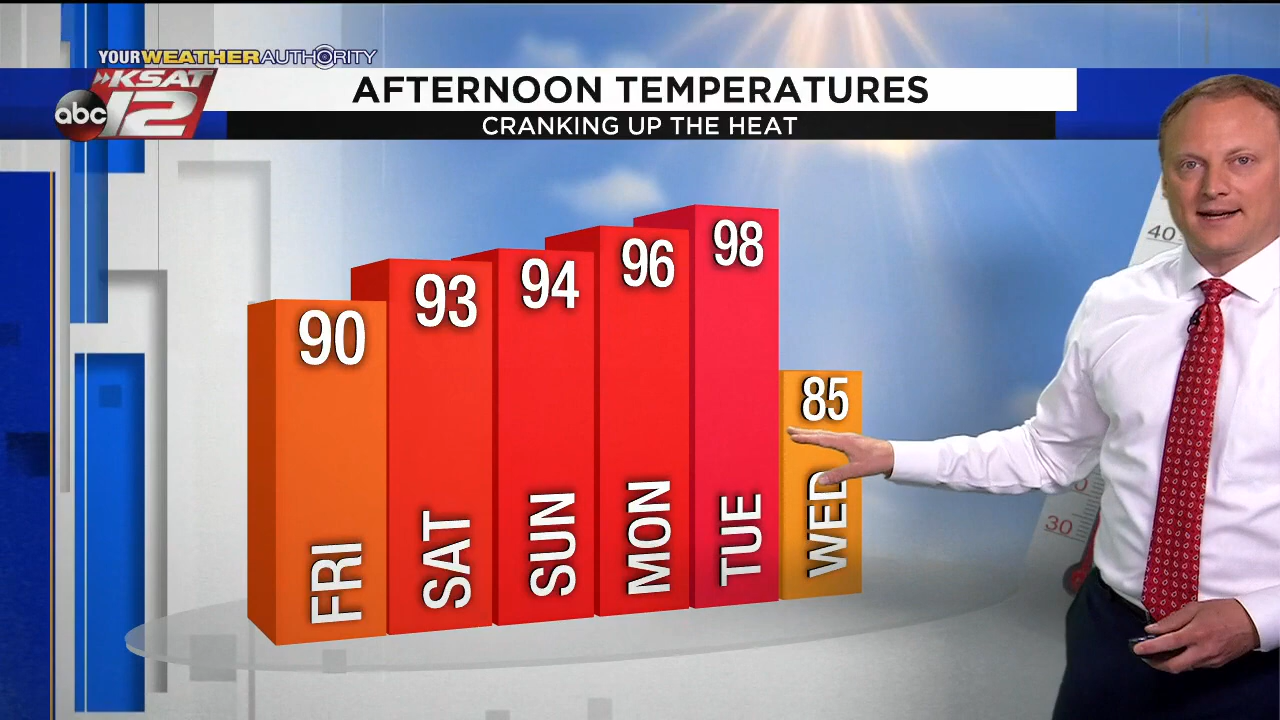 YOURWEATHERAUTHORITY
KSAT
abc 12
AFTERNOON TEMPERATURES
CRANKING UP THE HEAT
90
93
94
96
98
85
FRI
SAT
SUN
MON
TUE
WED
40
30